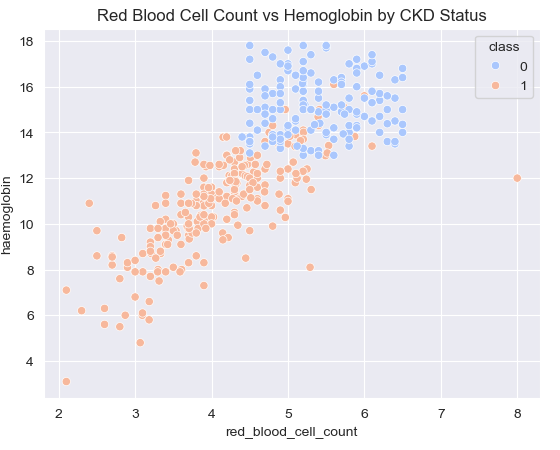 Red Blood Cell Count vs Hemoglobin by CKD Status
class
0
1
18
16
14
12
10
8
6
4
haemoglobin
2 3 4 5 6 7 8
red_blood_cell_count